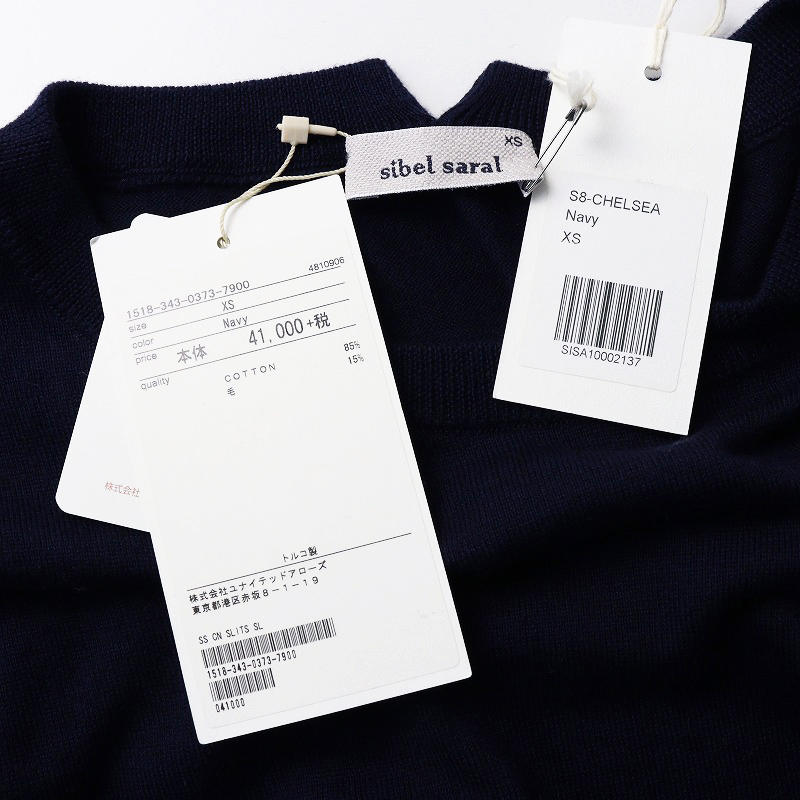 XS
sibel saral
S8-CHELSEA
Navy
XS
SISA10002137
4810906
1518-343-0373-7900
size XS
color Navy
price 本体 41,000+税
quality COTTON 85%
毛 15%
株式会社
トルコ製
株式会社ユナイテッドアローズ
東京都港区赤坂8-1-19
SS CN SLITS SL
1518-343-0373-7900
041000